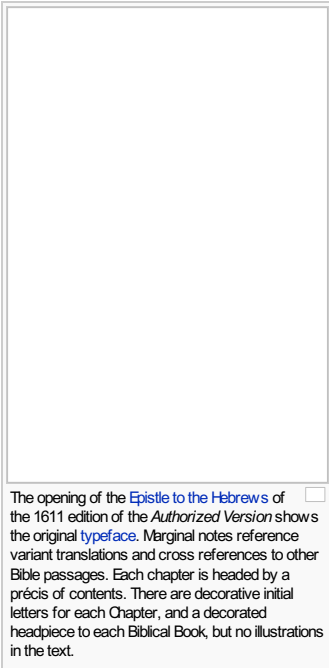 The opening of the Epistle to the Hebrews of
the 1611 edition of the Authorized Version shows
the original typeface. Marginal notes reference
variant translations and cross references to other
Bible passages. Each chapter is headed by a
précis of contents. There are decorative initial
letters for each Chapter, and a decorated
headpiece to each Biblical Book, but no illustrations
in the text.